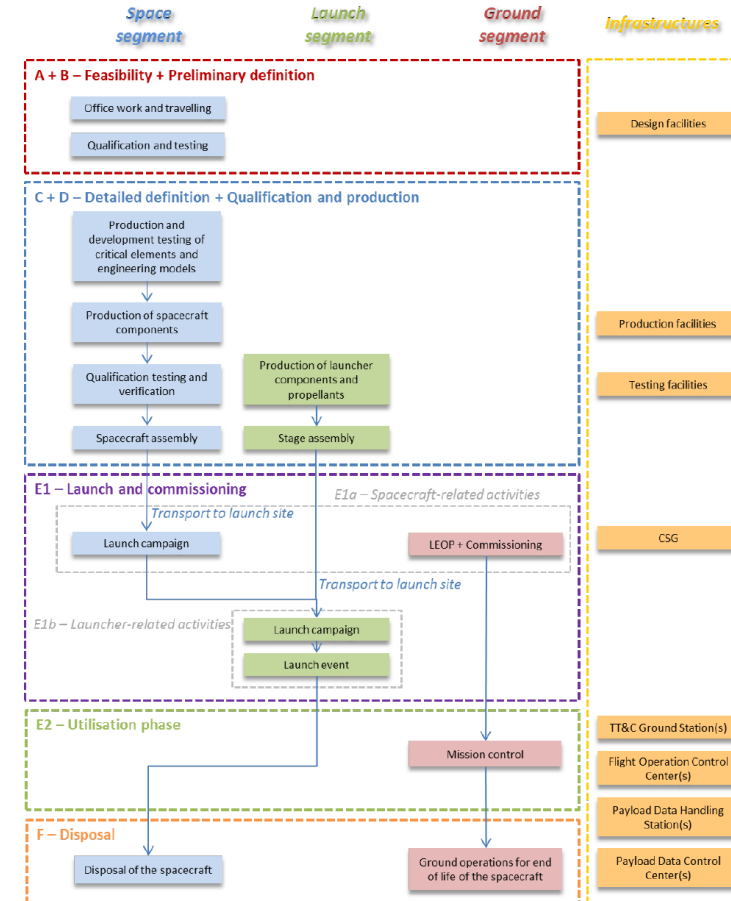 Space
segment
Launch
segment
Ground
segment
Infrastructures
A + B – Feasibility + Preliminary definition
Office work and travelling
Qualification and testing
Design facilities
C + D – Detailed definition + Qualification and production
Production and
development testing of
critical elements and
engineering models
Production of spacecraft
components
Production facilities
Qualification testing and
verification
Production of launcher
components and
propellants
Testing facilities
Spacecraft assembly
Stage assembly
E1 – Launch and commissioning
E1a – Spacecraft-related activities
Transport to launch site
Launch campaign
LEOP + Commissioning
CSG
Transport to launch site
E1b – Launcher-related activities
Launch campaign
Launch event
E2 – Utilisation phase
TT&C Ground Station(s)
Mission control
Flight Operation Control
Center(s)
Payload Data Handling
Station(s)
F – Disposal
Disposal of the spacecraft
Ground operations for end
of life of the spacecraft
Payload Data Control
Center(s)